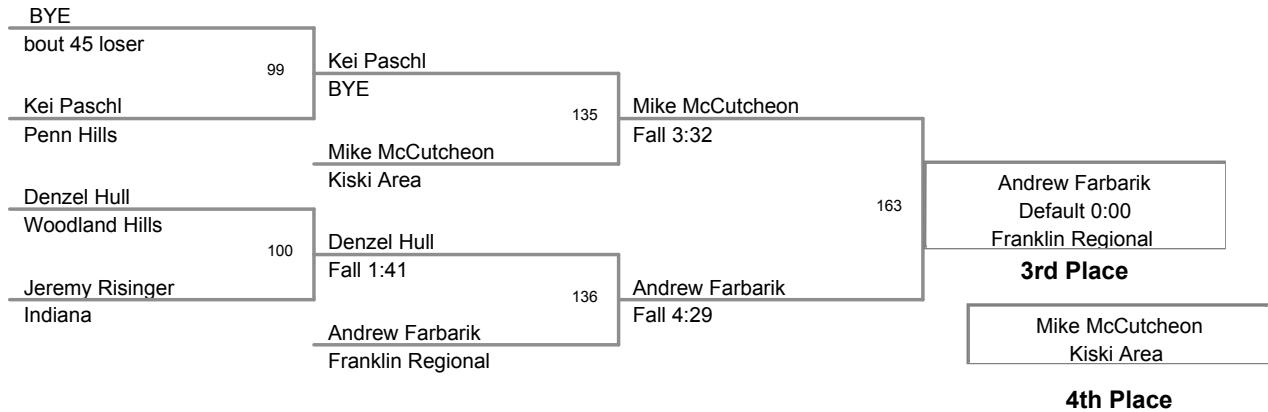 BYE
bout 45 loser
99
Kei Paschl
Penn Hills
Kei Paschl
BYE
135
Mike McCutcheon
Kiski Area
Mike McCutcheon
Fall 3:32
Denzel Hull
Woodland Hills
100
Jeremy Risinger
Indiana
Denzel Hull
Fall 1:41
136
Andrew Farbarik
Franklin Regional
Andrew Farbarik
Fall 4:29
163
Andrew Farbarik
Default 0:00
Franklin Regional
3rd Place
Mike McCutcheon
Kiski Area
4th Place